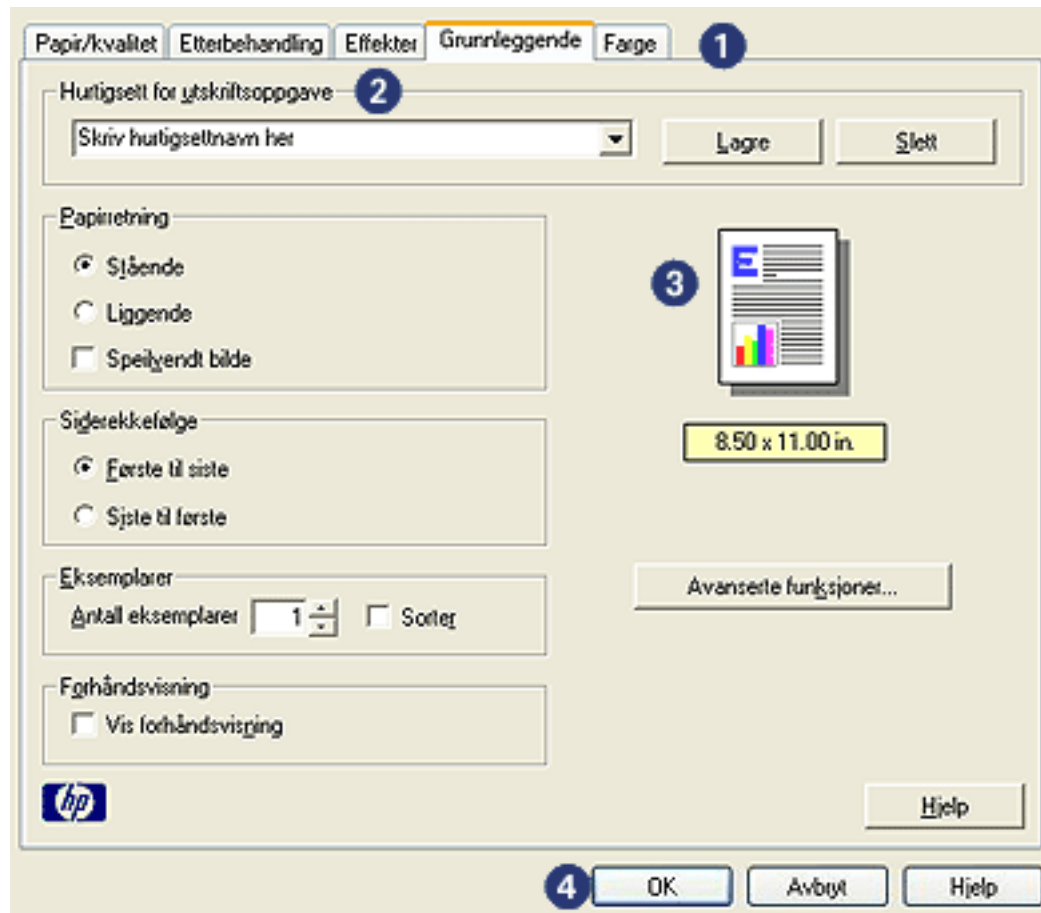 Papir/kvalitet Etterbehandling Effekter Grunnleggende Farge 1
Hurtigsett for utskriftsoppgave 2
Skriv hurtigsettnavn her Lagre Slett
Papirretning
Stående
Liggende
Speilvendt bilde
3
E
8.50 x 11.00 in.
Siderekkefølge
Første til siste
Siste til første
Eksemplarer
Antall eksemplarer 1 Sorter
Avanserte funksjoner...
Forhåndsvisning
Vis forhåndsvisning
hp
Hjelp
4 OK Avbryt Hjelp